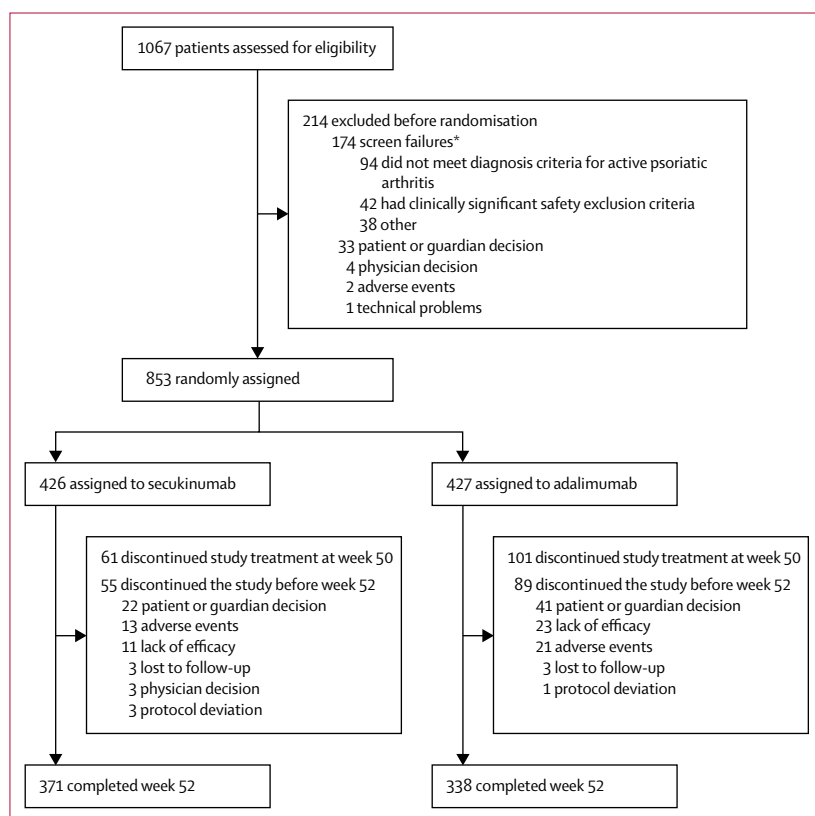 1067 patients assessed for eligibility
214 excluded before randomisation
174 screen failures*
94 did not meet diagnosis criteria for active psoriatic
arthritis
42 had clinically significant safety exclusion criteria
38 other
33 patient or guardian decision
4 physician decision
2 adverse events
1 technical problems
853 randomly assigned
426 assigned to secukinumab
427 assigned to adalimumab
61 discontinued study treatment at week 50
55 discontinued the study before week 52
22 patient or guardian decision
13 adverse events
11 lack of efficacy
3 lost to follow-up
3 physician decision
3 protocol deviation
101 discontinued study treatment at week 50
89 discontinued the study before week 52
41 patient or guardian decision
23 lack of efficacy
21 adverse events
3 lost to follow-up
1 protocol deviation
371 completed week 52
338 completed week 52